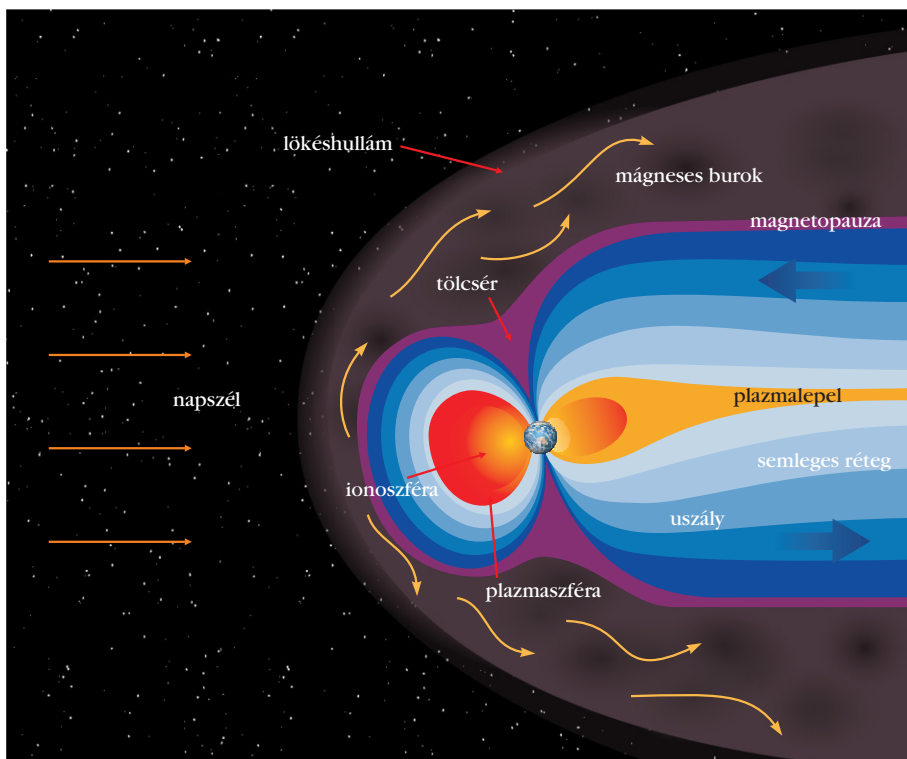 lökéshullám
mágneses burok
magnetopauza
tölcsér
napszél
plazmalepel
semleges réteg
ionoszféra
uszály
plazmaszféra